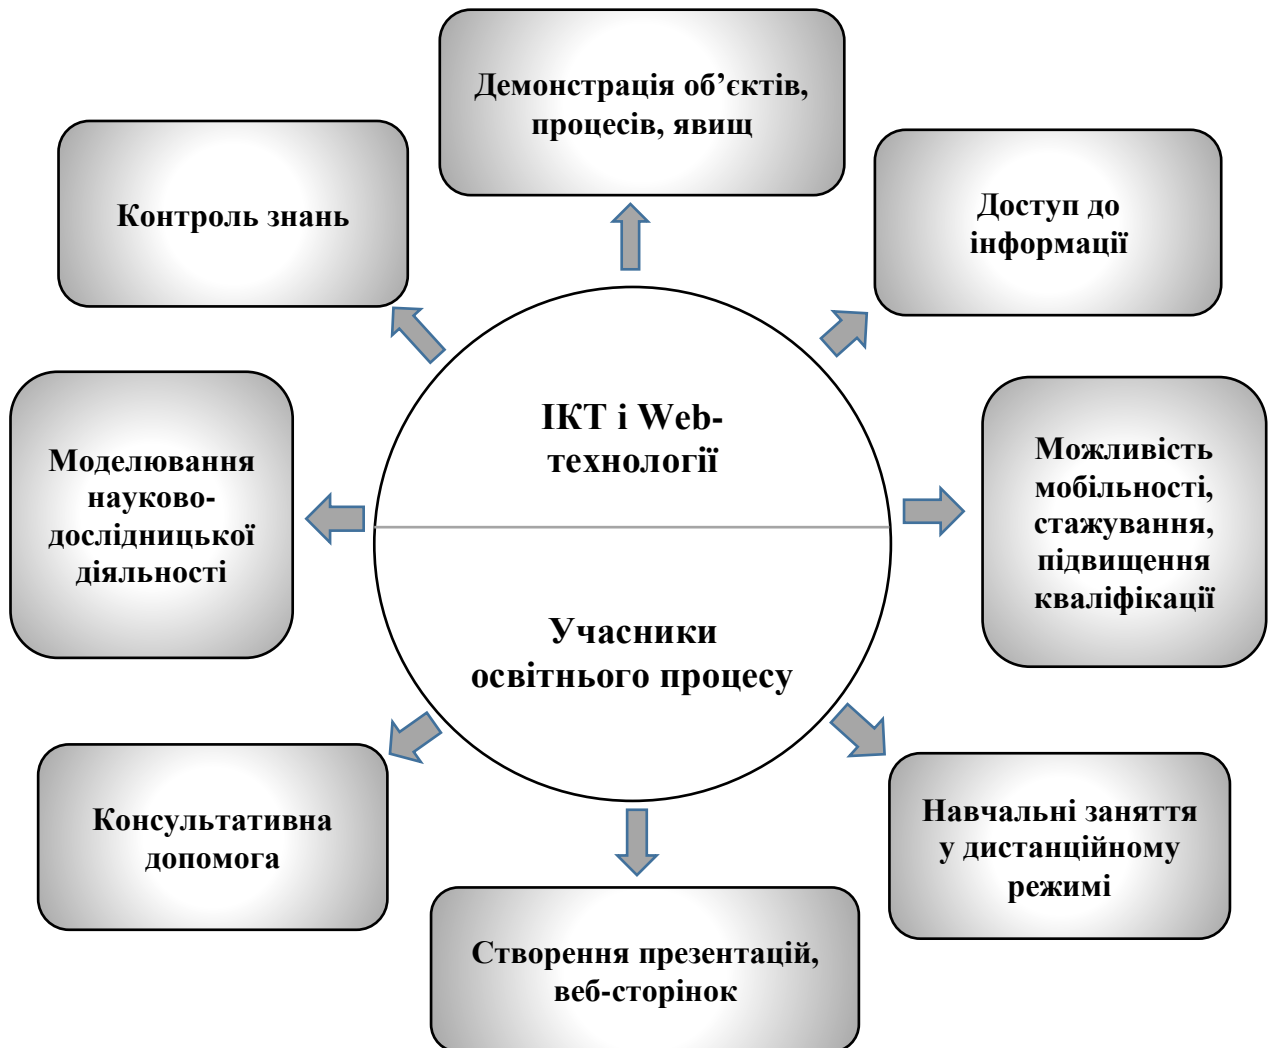 Демонстрація об’єктів,
процесів, явищ
Контроль знань
Доступ до
інформації
ІКТ і Web-
технології
Моделювання
науково-
дослідницької
діяльності
Можливість
мобільності,
стажування,
підвищення
кваліфікації
Учасники
освітнього процесу
Консультативна
допомога
Навчальні заняття
у дистанційному
режимі
Створення презентацій,
веб-сторінок